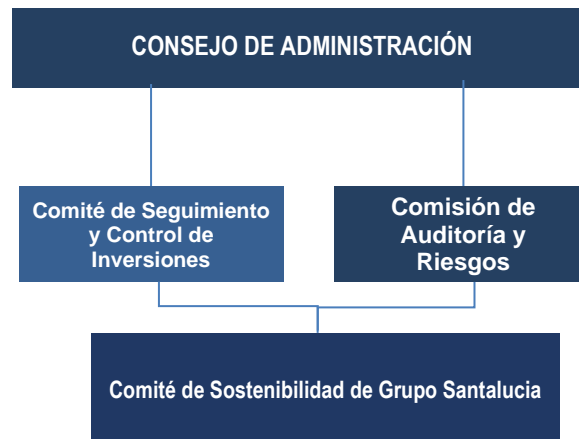 CONSEJO DE ADMINISTRACIÓN
Comité de Seguimiento
y Control de
Inversiones
Comisión de
Auditoría y
Riesgos
Comité de Sostenibilidad de Grupo Santalucia